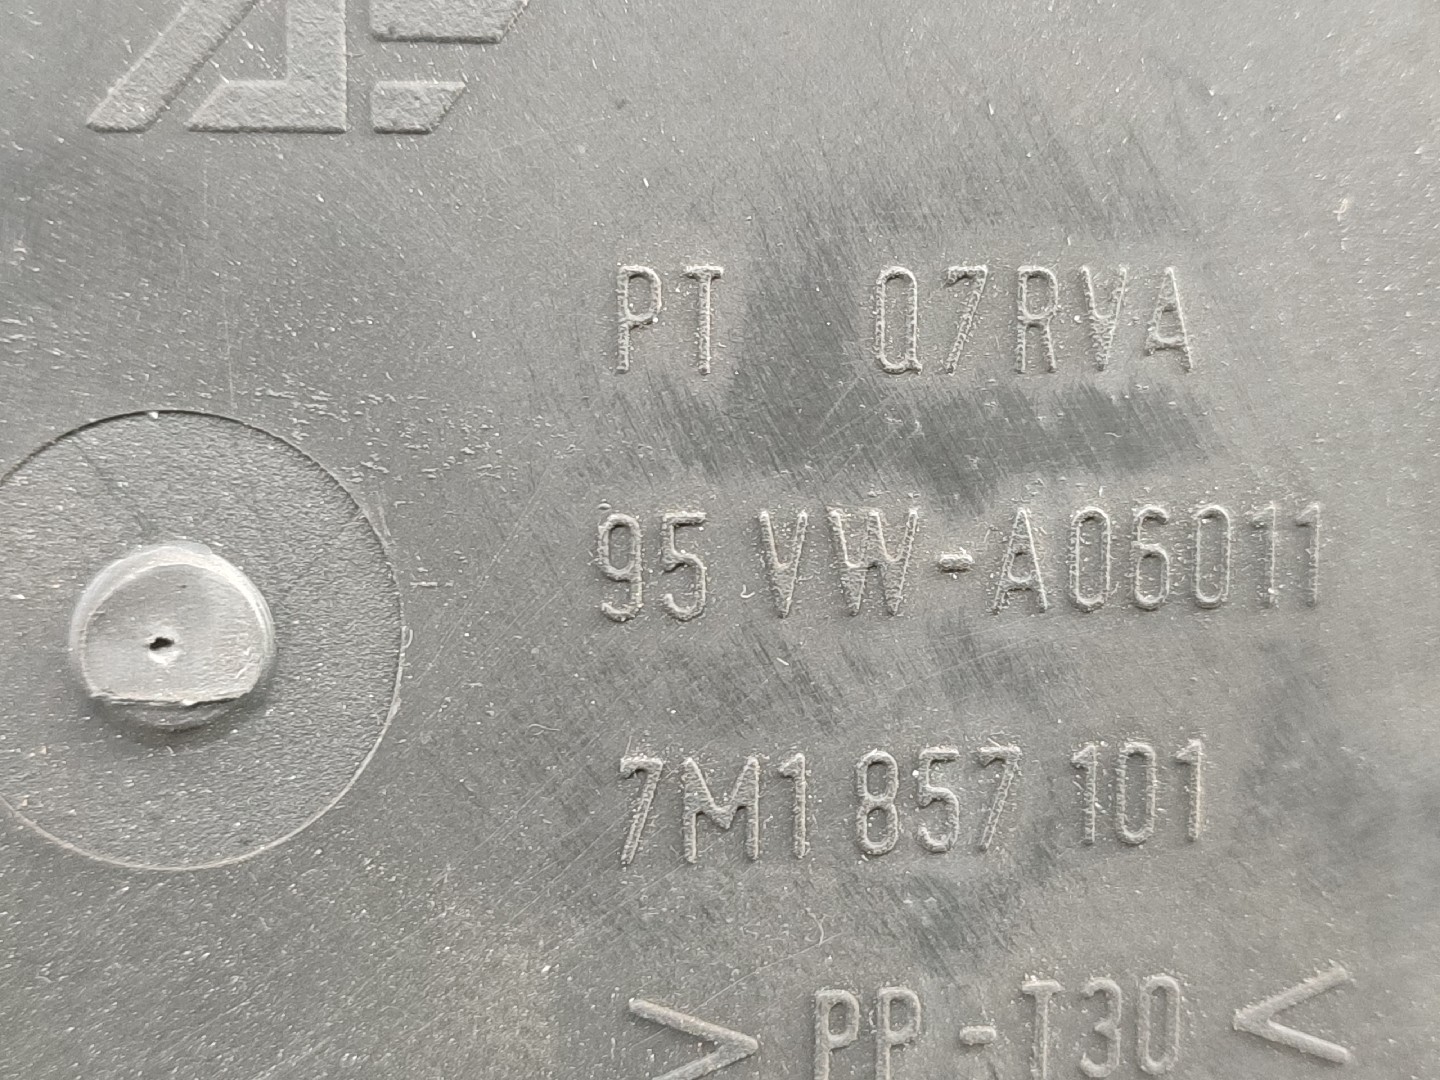 PT Q7RVA
95 VW-A06011
7M1 857 101
> PP-T30 <